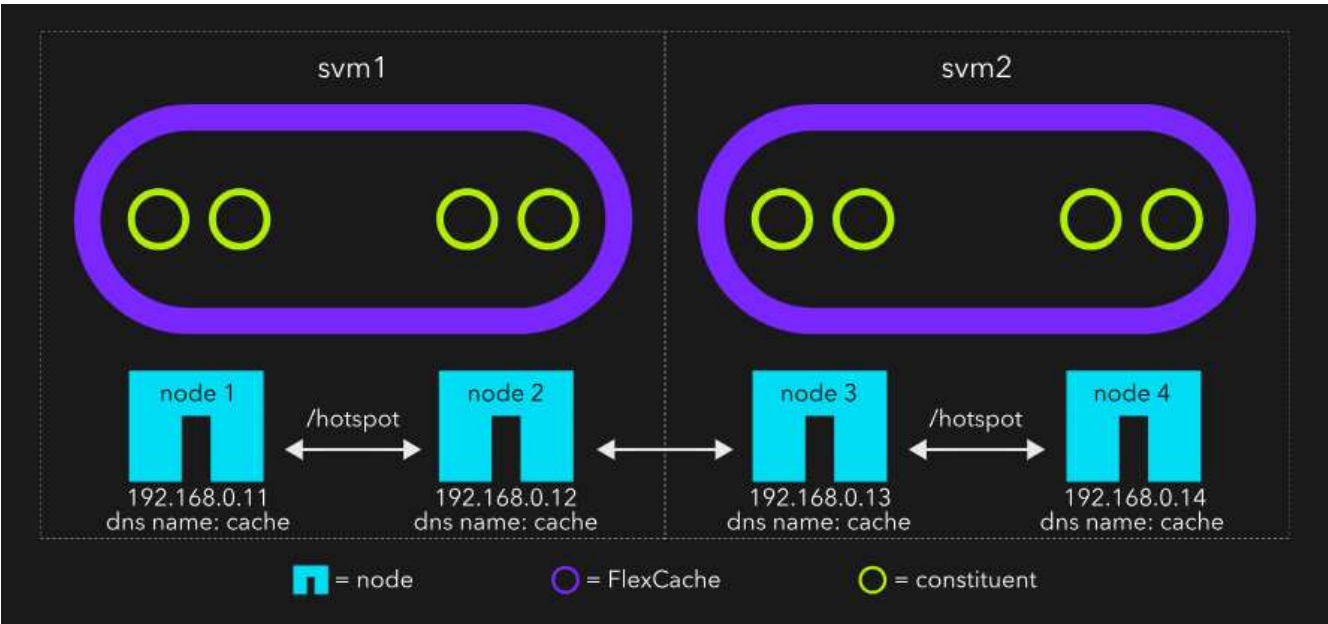 svm1
svm2
node 1
node 2
node 3
node 4
/hotspot
/hotspot
192.168.0.11
192.168.0.12
192.168.0.13
192.168.0.14
dns name: cache
dns name: cache
dns name: cache
dns name: cache
= node
= FlexCache
= constituent